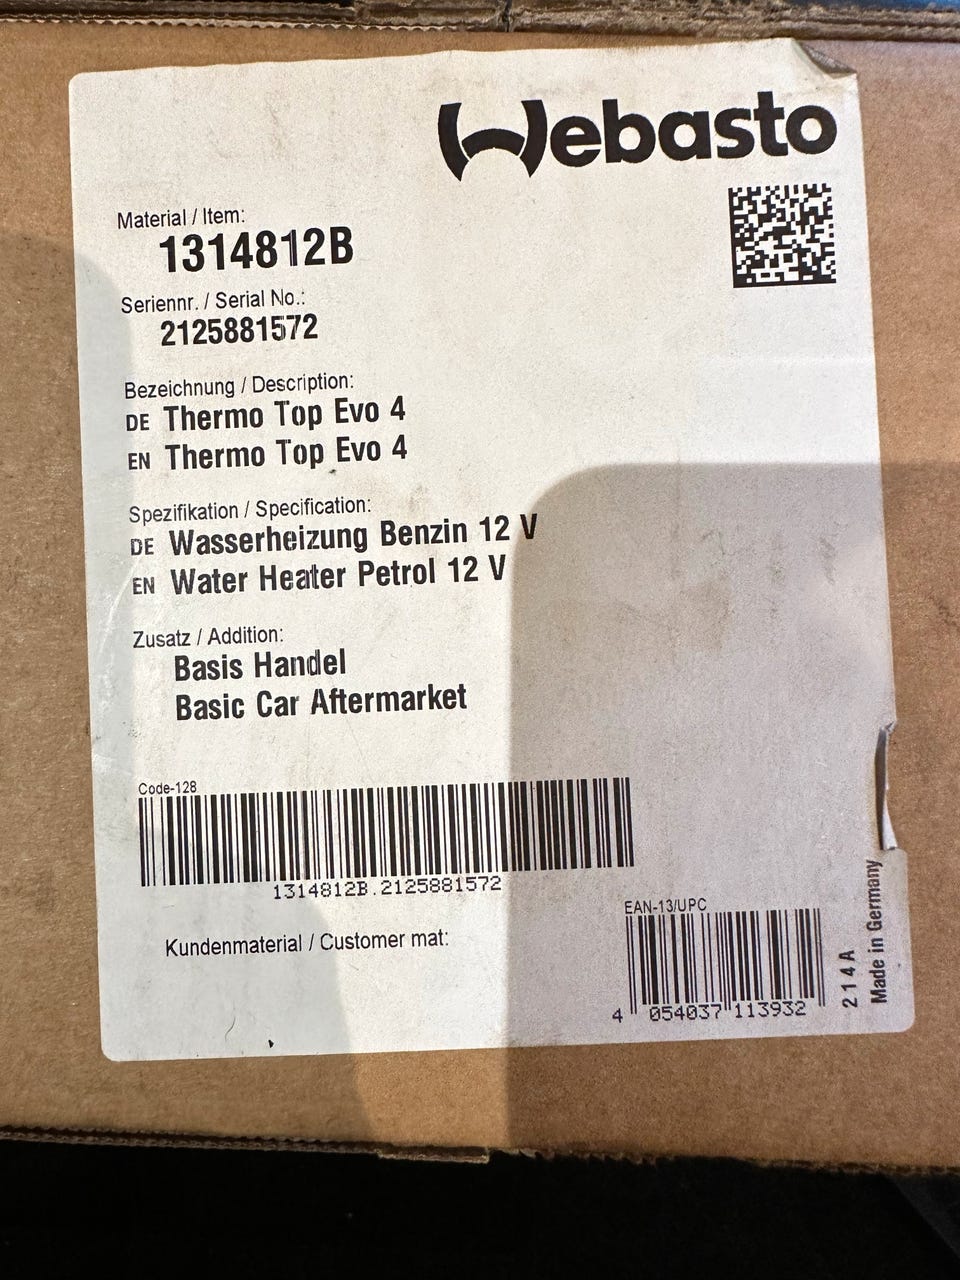 Webasto
Material / Item:
1314812B
Seriennr. / Serial No.:
2125881572
Bezeichnung / Description:
DE Thermo Top Evo 4
EN Thermo Top Evo 4
Spezifikation / Specification:
DE Wasserheizung Benzin 12 V
EN Water Heater Petrol 12 V
Zusatz / Addition:
Basis Handel
Basic Car Aftermarket
Code-128
1314812B.2125881572
Kundenmaterial / Customer mat:
EAN-13/UPC
4 054037 113932
214A
Made in Germany